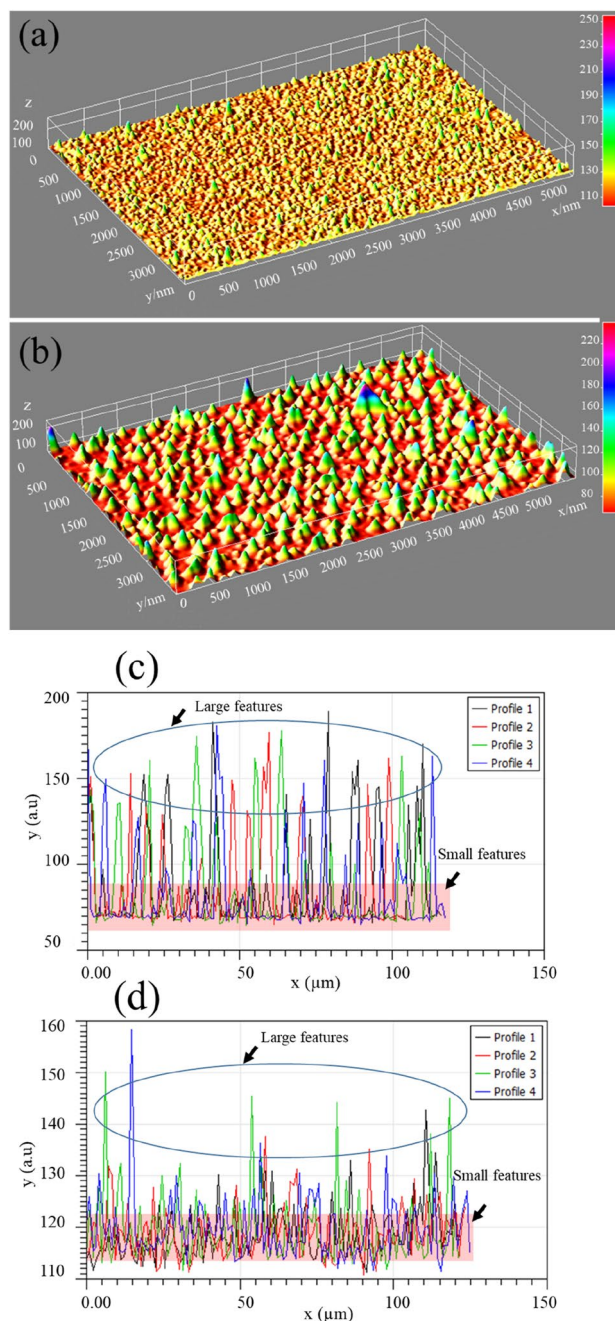 (a)
z
200
100
0
500
1000
1500
2000
2500
3000
y/nm
0
500
1000
1500
2000
2500
3000
3500
4000
4500
5000
x/nm
250
230
210
190
170
150
130
110
(b)
z
200
100
0
500
1000
1500
2000
2500
3000
y/nm
0
500
1000
1500
2000
2500
3000
3500
4000
4500
5000
x/nm
220
200
180
160
140
120
100
80
(c)
200
150
100
50
y (a.u)
Large features
Profile 1
Profile 2
Profile 3
Profile 4
Small features
0.00
50
100
150
x (µm)
(d)
160
150
140
130
120
110
y (a.u)
Large features
Profile 1
Profile 2
Profile 3
Profile 4
Small features
0.00
50
100
150
x (µm)